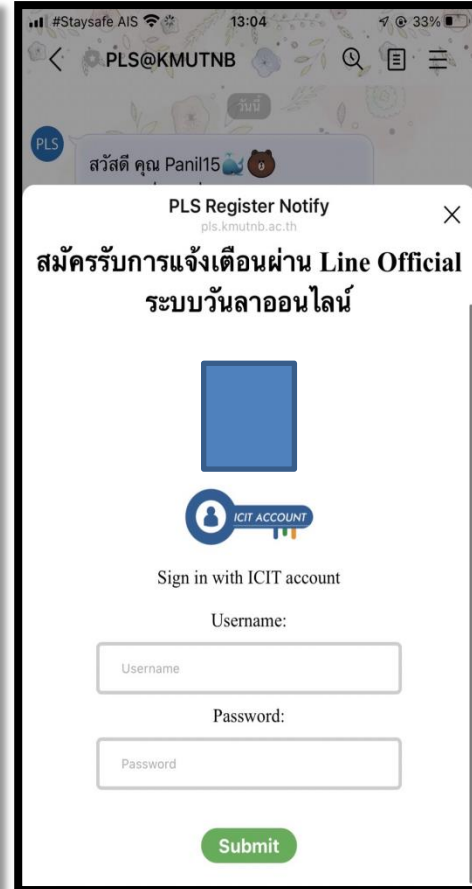 #Staysafe AIS 13:04 33%
PLS@KMUTNB
วันนี้
PLS
สวัสดี คุณ Panil15
PLS Register Notify
pls.kmutnb.ac.th
สมัครรับการแจ้งเตือนผ่าน Line Official
ระบบวันลาออนไลน์
ICIT ACCOUNT
Sign in with ICIT account
Username:
Username
Password:
Password
Submit